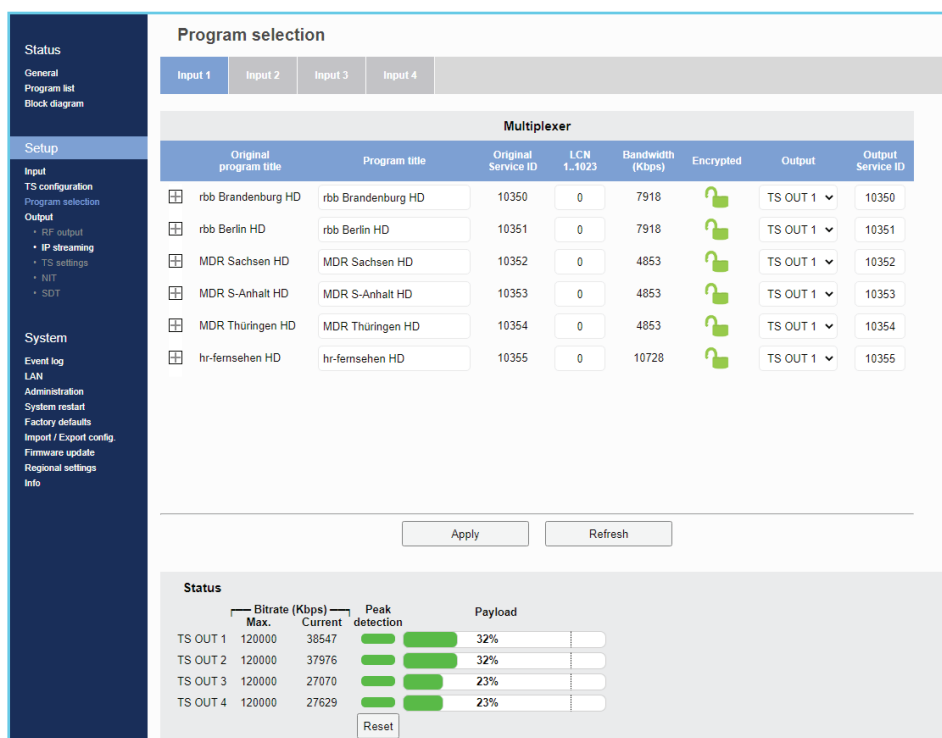 Program selection
Status
General
Program list
Block diagram
Setup
Input
TS configuration
Program selection
Output
• RF output
• IP streaming
• TS settings
• NIT
• SDT
System
Event log
LAN
Administration
System restart
Factory defaults
Import / Export config.
Firmware update
Regional settings
Info
Input 1 Input 2 Input 3 Input 4
Multiplexer
Original program title Program title Original Service ID LCN 1..1023 Bandwidth (Kbps) Encrypted Output Output Service ID
rbb Brandenburg HD rbb Brandenburg HD 10350 0 7918 TS OUT 1 10350
rbb Berlin HD rbb Berlin HD 10351 0 7918 TS OUT 1 10351
MDR Sachsen HD MDR Sachsen HD 10352 0 4853 TS OUT 1 10352
MDR S-Anhalt HD MDR S-Anhalt HD 10353 0 4853 TS OUT 1 10353
MDR Thüringen HD MDR Thüringen HD 10354 0 4853 TS OUT 1 10354
hr-fernsehen HD hr-fernsehen HD 10355 0 10728 TS OUT 1 10355
Apply Refresh
Status
Bitrate (Kbps) Peak detection Payload
Max. Current
TS OUT 1 120000 38547 32%
TS OUT 2 120000 37976 32%
TS OUT 3 120000 27070 23%
TS OUT 4 120000 27629 23%
Reset